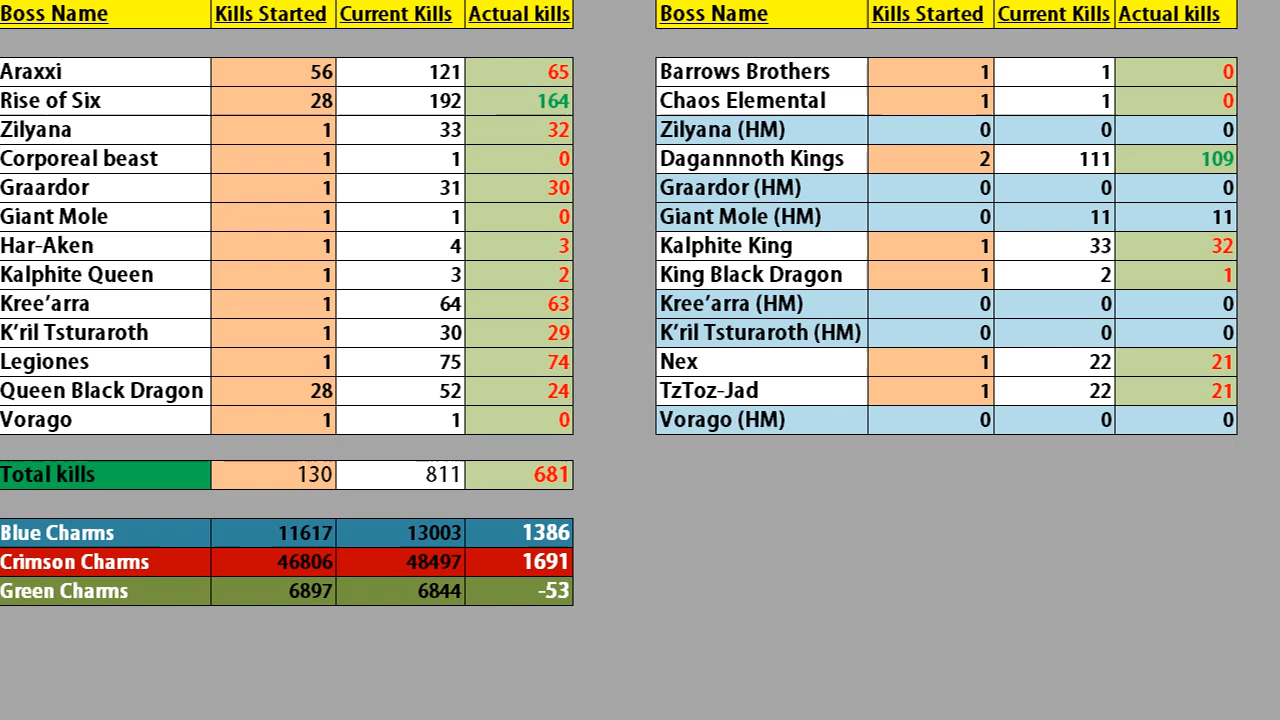 Boss Name Kills Started Current Kills Actual kills
Araxxi 56 121 65
Rise of Six 28 192 164
Zilyana 1 33 32
Corporeal beast 1 1 0
Graardor 1 31 30
Giant Mole 1 1 0
Har-Aken 1 4 3
Kalphite Queen 1 3 2
Kree’arra 1 64 63
K’ril Tsturaroth 1 30 29
Legiones 1 75 74
Queen Black Dragon 28 52 24
Vorago 1 1 0
Total kills 130 811 681
Blue Charms 11617 13003 1386
Crimson Charms 46806 48497 1691
Green Charms 6897 6844 -53
Boss Name Kills Started Current Kills Actual kills
Barrows Brothers 1 1 0
Chaos Elemental 1 1 0
Zilyana (HM) 0 0 0
Dagannnoth Kings 2 111 109
Graardor (HM) 0 0 0
Giant Mole (HM) 0 11 11
Kalphite King 1 33 32
King Black Dragon 1 2 1
Kree’arra (HM) 0 0 0
K’ril Tsturaroth (HM) 0 0 0
Nex 1 22 21
TzToz-Jad 1 22 21
Vorago (HM) 0 0 0